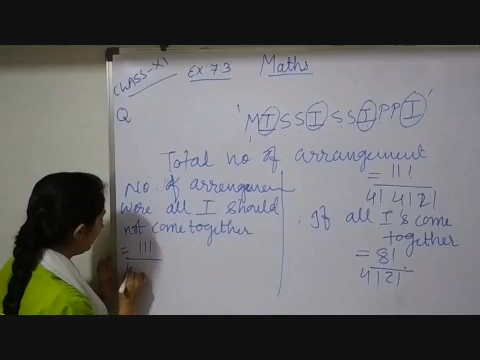 CLASS-XI
EX.7.3
Maths
Q
'MISSISSIPPI'
Total no of arrangement
= 11!
4! 4! 2!
No. of arrangemen
were all I should
not come together
= 11!
If all I's come
together
= 8!
4! 2!